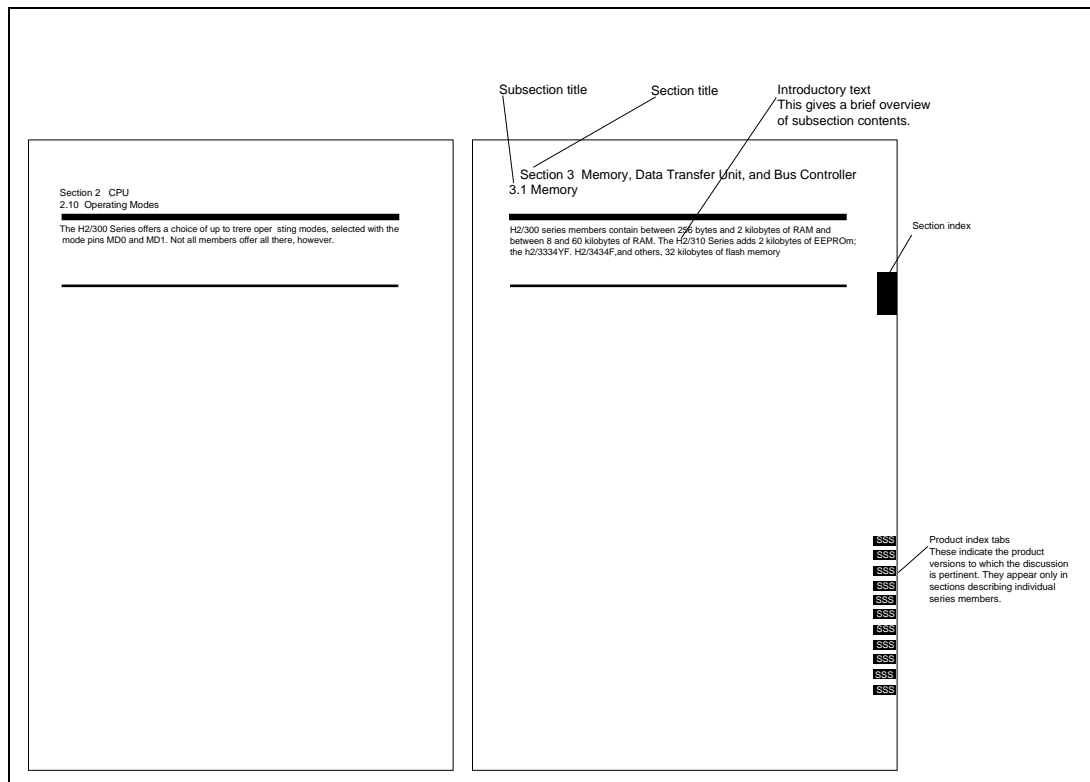 Subsection title
Section title
Introductory text
This gives a brief overview
of subsection contents.
Section 2 CPU
2.10 Operating Modes
The H2/300 Series offers a choice of up to trere oper sting modes, selected with the
mode pins MD0 and MD1. Not all members offer all there, however.
Section 3 Memory, Data Transfer Unit, and Bus Controller
3.1 Memory
H2/300 series members contain between 256 bytes and 2 kilobytes of RAM and
between 8 and 60 kilobytes of RAM. The H2/310 Series adds 2 kilobytes of EEPROm;
the h2/3334YF. H2/3434F,and others, 32 kilobytes of flash memory
Section index
SSS
SSS
SSS
SSS
SSS
SSS
SSS
SSS
SSS
SSS
SSS
Product index tabs
These indicate the product
versions to which the discussion
is pertinent. They appear only in
sections describing individual
series members.